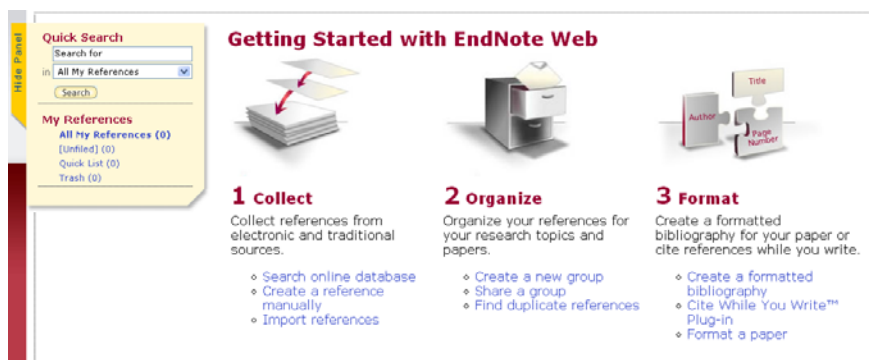 Hide Panel
Quick Search
Search for
in All My References
Search
My References
All My References (0)
[Unfiled] (0)
Quick List (0)
Trash (0)
Getting Started with EndNote Web
Title
Author
Page
Number
1 Collect
Collect references from
electronic and traditional
sources.
Search online database
Create a reference
manually
Import references
2 Organize
Organize your references for
your research topics and
papers.
Create a new group
Share a group
Find duplicate references
3 Format
Create a formatted
bibliography for your paper or
cite references while you write.
Create a formatted
bibliography
Cite While You Write™
Plug-in
Format a paper